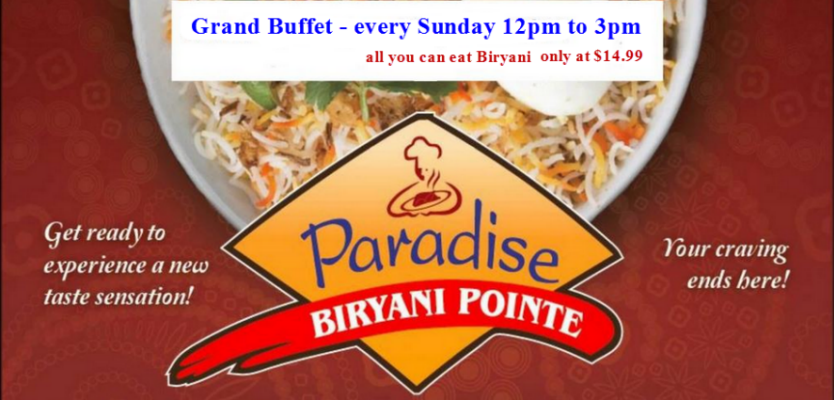 Grand Buffet - every Sunday 12pm to 3pm
all you can eat Biryani only at $14.99
Get ready to
experience a new
taste sensation!
Paradise
BIRYANI POINTE
Your craving
ends here!